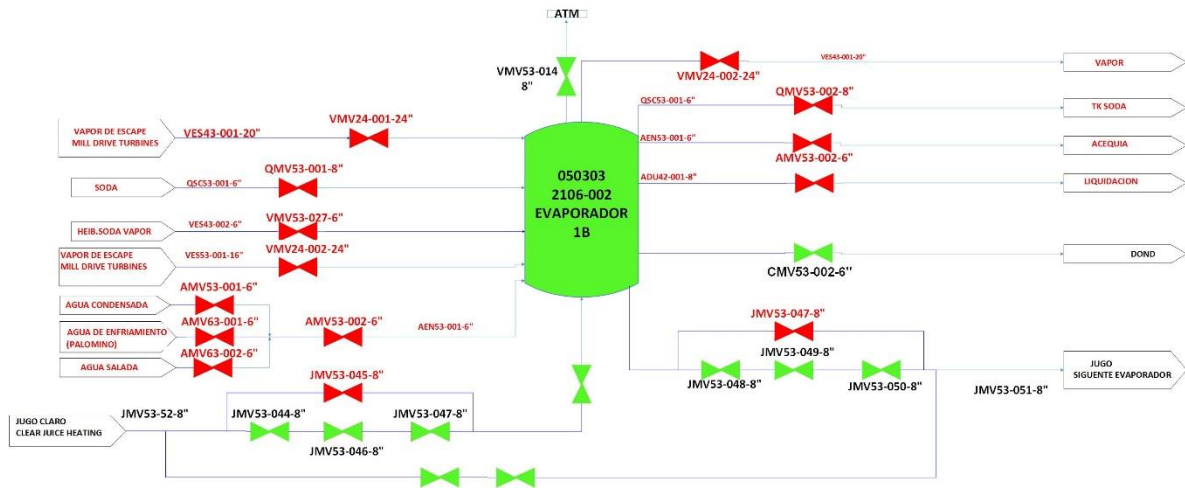 ATM
VMV53-014
8"
VES43-001-20"
VMV24-002-24"
VAPOR
QSC53-001-6"
QMV53-002-8"
TK SODA
VAPOR DE ESCAPE
MILL DRIVE TURBINES
VES43-001-20"
VMV24-001-24"
AEN53-001-6"
AMV53-002-6"
ACEQUIA
SODA
QSC53-001-6"
QMV53-001-8"
050303
2106-002
EVAPORADOR
1B
ADU42-001-8"
LIQUIDACION
HEIB.SODA VAPOR
VES43-002-6"
VMV53-027-6"
VAPOR DE ESCAPE
MILL DRIVE TURBINES
VES53-001-16"
VMV24-002-24"
CMV53-002-6"
DOND
AGUA CONDENSADA
AMV53-001-6"
AGUA DE ENFRIAMIENTO
(PALOMINO)
AMV63-001-6"
AMV53-002-6"
AEN53-001-6"
AGUA SALADA
AMV63-002-6"
JMV53-047-8"
JMV53-049-8"
JMV53-048-8"
JMV53-050-8"
JMV53-051-8"
JUGO
SIGUENTE EVAPORADOR
JMV53-045-8"
JUGO CLARO
CLEAR JUICE HEATING
JMV53-52-8"
JMV53-044-8"
JMV53-047-8"
JMV53-046-8"